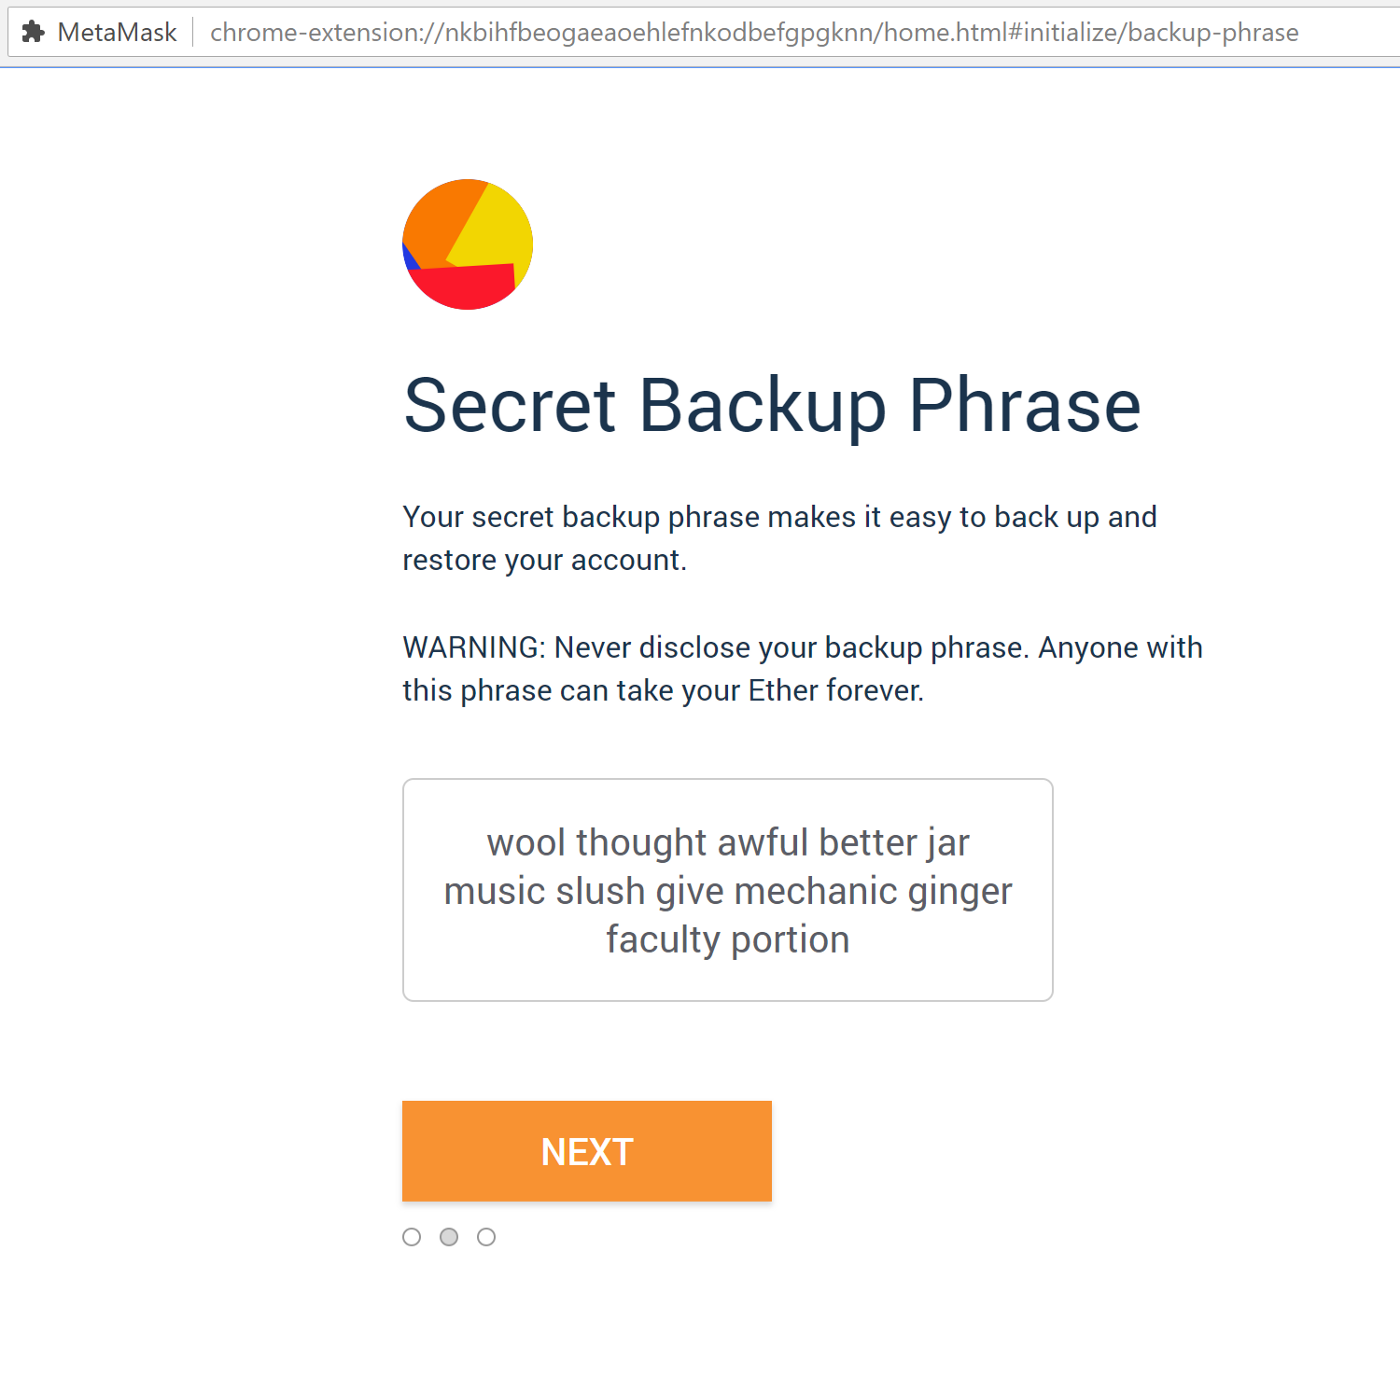 MetaMask chrome-extension://nkbihfbeogaeaoehlefnkodbefgpgknn/home.html#initialize/backup-phrase
Secret Backup Phrase
Your secret backup phrase makes it easy to back up and
restore your account.
WARNING: Never disclose your backup phrase. Anyone with
this phrase can take your Ether forever.
wool thought awful better jar
music slush give mechanic ginger
faculty portion
NEXT